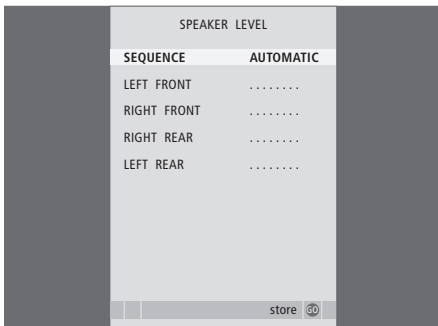 SPEAKER LEVEL
SEQUENCE AUTOMATIC
LEFT FRONT ........
RIGHT FRONT ........
RIGHT REAR ........
LEFT REAR ........
store GO